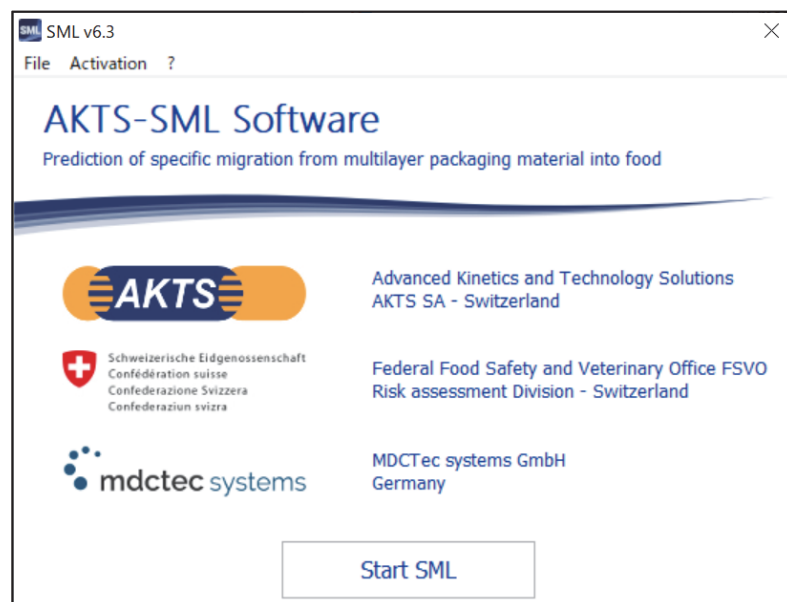 SML SML v6.3
File Activation ?
AKTS-SML Software
Prediction of specific migration from multilayer packaging material into food
AKTS
Advanced Kinetics and Technology Solutions
AKTS SA - Switzerland
Schweizerische Eidgenossenschaft
Confédération suisse
Confederazione Svizzera
Confederaziun svizra
Federal Food Safety and Veterinary Office FSVO
Risk assessment Division - Switzerland
mdctec systems
MDCTec systems GmbH
Germany
Start SML